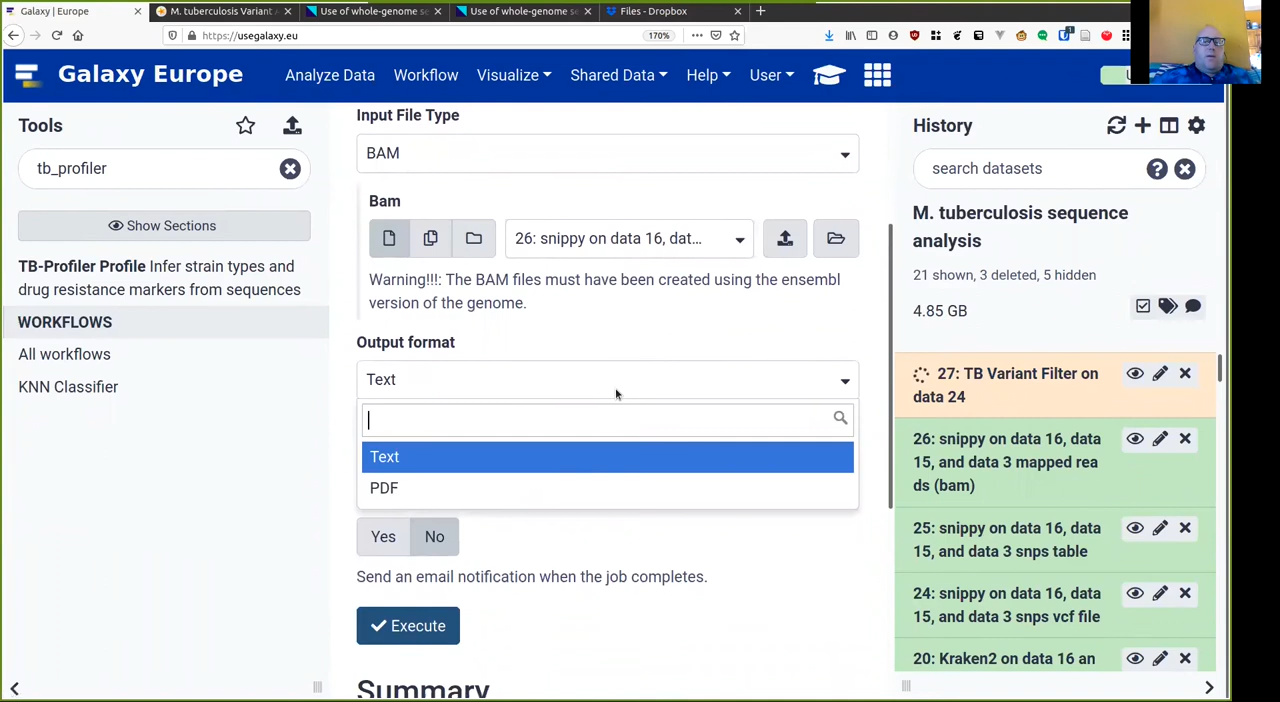 Galaxy | Europe
M. tuberculosis Variant A
Use of whole-genome se
Use of whole-genome se
Files - Dropbox
https://usegalaxy.eu
170%
Galaxy Europe
Analyze Data
Workflow
Visualize
Shared Data
Help
User
U
Tools
tb_profiler
Show Sections
TB-Profiler Profile Infer strain types and
drug resistance markers from sequences
WORKFLOWS
All workflows
KNN Classifier
Input File Type
BAM
Bam
26: snippy on data 16, dat...
Warning!!!: The BAM files must have been created using the ensembl
version of the genome.
Output format
Text
Text
PDF
Yes
No
Send an email notification when the job completes.
Execute
Summary
History
search datasets
M. tuberculosis sequence
analysis
21 shown, 3 deleted, 5 hidden
4.85 GB
27: TB Variant Filter on
data 24
26: snippy on data 16, data
15, and data 3 mapped rea
ds (bam)
25: snippy on data 16, data
15, and data 3 snps table
24: snippy on data 16, data
15, and data 3 snps vcf file
20: Kraken2 on data 16 an